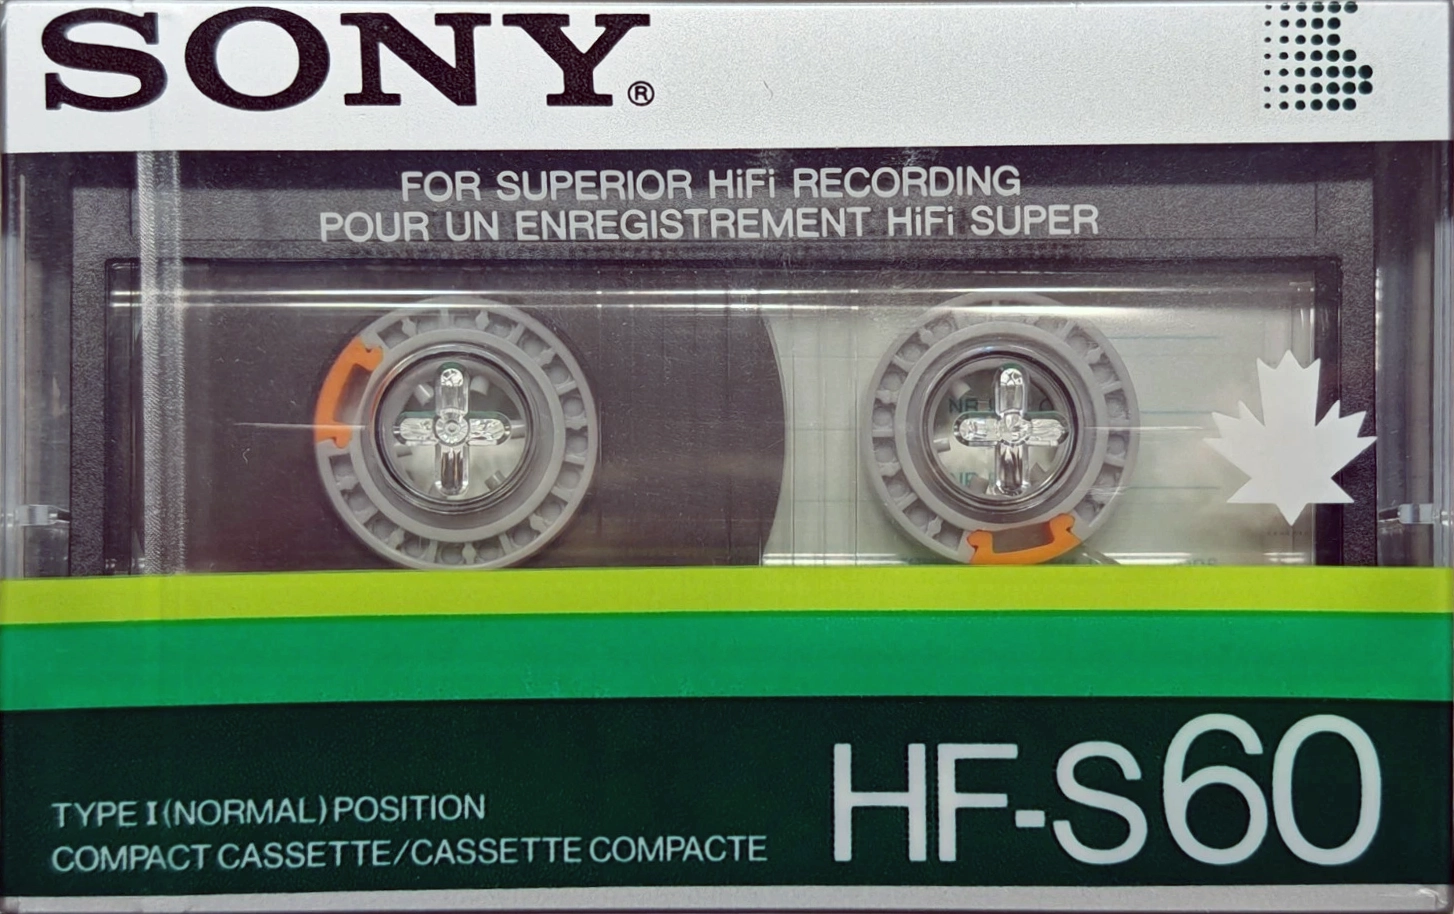 SONY®
FOR SUPERIOR HiFi RECORDING
POUR UN ENREGISTREMENT HiFi SUPER
NR
TYPE I (NORMAL) POSITION
COMPACT CASSETTE/CASSETTE COMPACTE
HF-S60